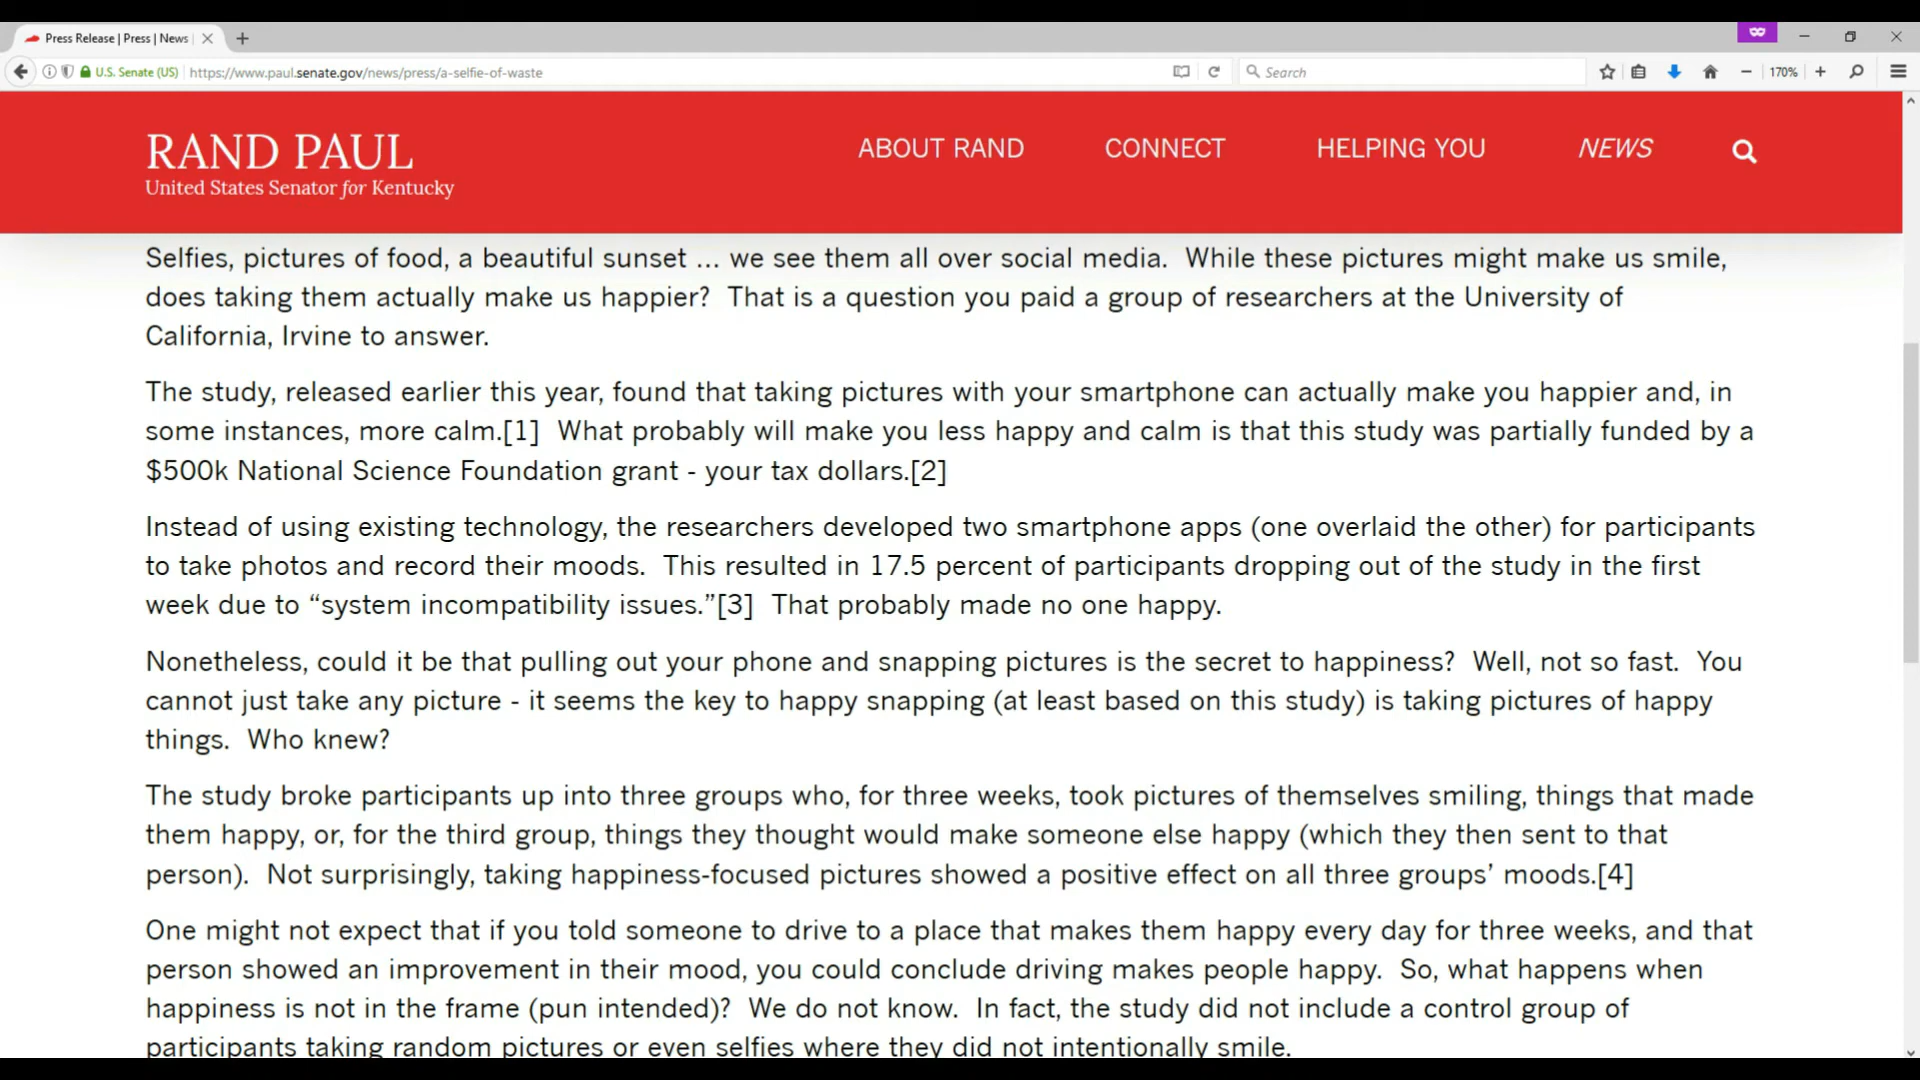 Press Release | Press | News
U.S. Senate (US) https://www.paul.senate.gov/news/press/a-selfie-of-waste Search 170%
RAND PAUL
United States Senator for Kentucky
ABOUT RAND CONNECT HELPING YOU NEWS
Selfies, pictures of food, a beautiful sunset ... we see them all over social media. While these pictures might make us smile,
does taking them actually make us happier? That is a question you paid a group of researchers at the University of
California, Irvine to answer.
The study, released earlier this year, found that taking pictures with your smartphone can actually make you happier and, in
some instances, more calm.[1] What probably will make you less happy and calm is that this study was partially funded by a
$500k National Science Foundation grant - your tax dollars.[2]
Instead of using existing technology, the researchers developed two smartphone apps (one overlaid the other) for participants
to take photos and record their moods. This resulted in 17.5 percent of participants dropping out of the study in the first
week due to “system incompatibility issues.”[3] That probably made no one happy.
Nonetheless, could it be that pulling out your phone and snapping pictures is the secret to happiness? Well, not so fast. You
cannot just take any picture - it seems the key to happy snapping (at least based on this study) is taking pictures of happy
things. Who knew?
The study broke participants up into three groups who, for three weeks, took pictures of themselves smiling, things that made
them happy, or, for the third group, things they thought would make someone else happy (which they then sent to that
person). Not surprisingly, taking happiness-focused pictures showed a positive effect on all three groups’ moods.[4]
One might not expect that if you told someone to drive to a place that makes them happy every day for three weeks, and that
person showed an improvement in their mood, you could conclude driving makes people happy. So, what happens when
happiness is not in the frame (pun intended)? We do not know. In fact, the study did not include a control group of
participants taking random pictures or even selfies where they did not intentionally smile.